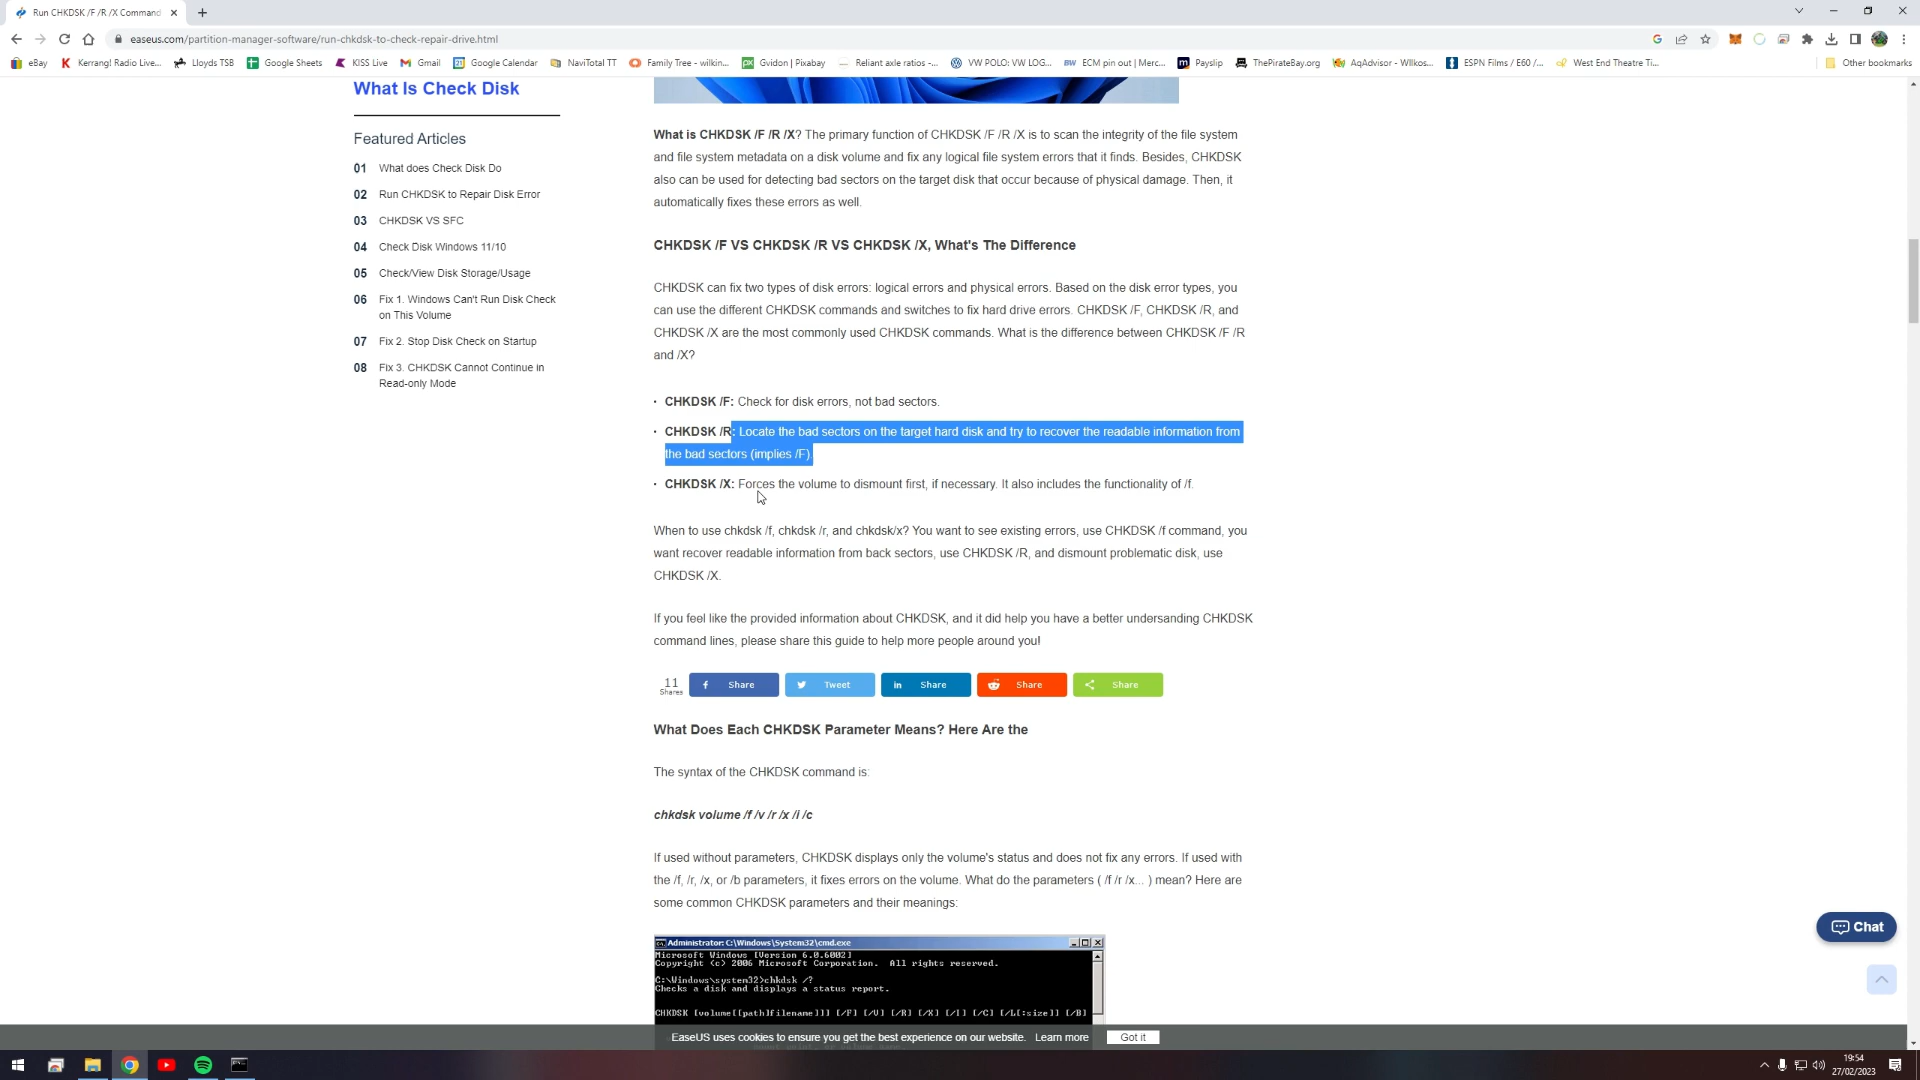 Run CHKDSK /F /R /X Command
easeus.com/partition-manager-software/run-chkdsk-to-check-repair-drive.html
eBay
Kerrang! Radio Live...
Lloyds TSB
Google Sheets
KISS Live
Gmail
Google Calendar
NaviTotal TT
Family Tree - wilkin...
Gvidon | Pixabay
Reliant axle ratios -...
VW POLO: VW LOG...
ECM pin out | Merc...
Payslip
ThePirateBay.org
AqAdvisor - WIlkos...
ESPN Films / E60 /...
West End Theatre Ti...
Other bookmarks
What Is Check Disk
Featured Articles
01 What does Check Disk Do
02 Run CHKDSK to Repair Disk Error
03 CHKDSK VS SFC
04 Check Disk Windows 11/10
05 Check/View Disk Storage/Usage
06 Fix 1. Windows Can't Run Disk Check
on This Volume
07 Fix 2. Stop Disk Check on Startup
08 Fix 3. CHKDSK Cannot Continue in
Read-only Mode
What is CHKDSK /F /R /X? The primary function of CHKDSK /F /R /X is to scan the integrity of the file system
and file system metadata on a disk volume and fix any logical file system errors that it finds. Besides, CHKDSK
also can be used for detecting bad sectors on the target disk that occur because of physical damage. Then, it
automatically fixes these errors as well.
CHKDSK /F VS CHKDSK /R VS CHKDSK /X, What's The Difference
CHKDSK can fix two types of disk errors: logical errors and physical errors. Based on the disk error types, you
can use the different CHKDSK commands and switches to fix hard drive errors. CHKDSK /F, CHKDSK /R, and
CHKDSK /X are the most commonly used CHKDSK commands. What is the difference between CHKDSK /F /R
and /X?
• CHKDSK /F: Check for disk errors, not bad sectors.
• CHKDSK /R: Locate the bad sectors on the target hard disk and try to recover the readable information from
the bad sectors (implies /F).
• CHKDSK /X: Forces the volume to dismount first, if necessary. It also includes the functionality of /f.
When to use chkdsk /f, chkdsk /r, and chkdsk/x? You want to see existing errors, use CHKDSK /f command, you
want recover readable information from back sectors, use CHKDSK /R, and dismount problematic disk, use
CHKDSK /X.
If you feel like the provided information about CHKDSK, and it did help you have a better undersanding CHKDSK
command lines, please share this guide to help more people around you!
11
Shares
Share
Tweet
Share
Share
Share
What Does Each CHKDSK Parameter Means? Here Are the
The syntax of the CHKDSK command is:
chkdsk volume /f /v /r /x /i /c
If used without parameters, CHKDSK displays only the volume's status and does not fix any errors. If used with
the /f, /r, /x, or /b parameters, it fixes errors on the volume. What do the parameters ( /f /r /x... ) mean? Here are
some common CHKDSK parameters and their meanings:
Administrator: C:\Windows\System32\cmd.exe
Microsoft Windows [Version 6.0.6002]
Copyright (c) 2006 Microsoft Corporation. All rights reserved.
C:\Windows\system32>chkdsk /?
Checks a disk and displays a status report.
CHKDSK [volume[[path]filename]]] [/F] [/V] [/R] [/X] [/I] [/C] [/L[:size]] [/B]
Chat
EaseUS uses cookies to ensure you get the best experience on our website. Learn more
Got it
19:54
27/02/2023